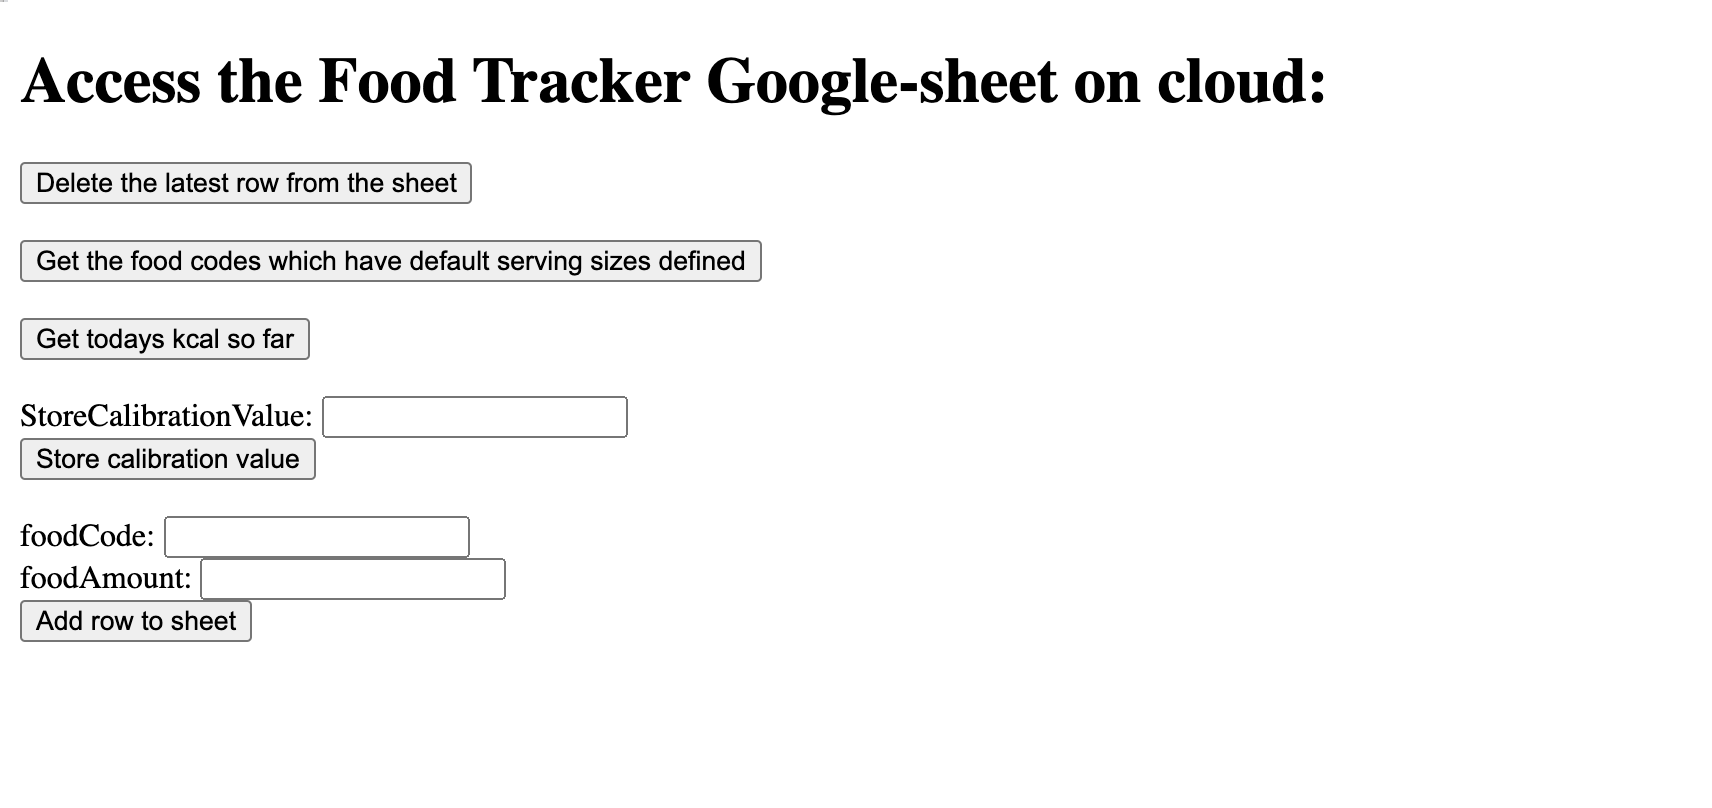 Access the Food Tracker Google-sheet on cloud:
Delete the latest row from the sheet
Get the food codes which have default serving sizes defined
Get todays kcal so far
StoreCalibrationValue:
Store calibration value
foodCode:
foodAmount:
Add row to sheet